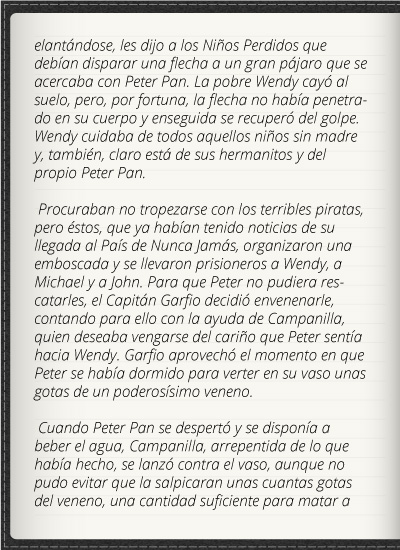 elantándose, les dijo a los Niños Perdidos que
debían disparar una flecha a un gran pájaro que se
acercaba con Peter Pan. La pobre Wendy cayó al
suelo, pero, por fortuna, la flecha no había penetra-
do en su cuerpo y enseguida se recuperó del golpe.
Wendy cuidaba de todos aquellos niños sin madre
y, también, claro está de sus hermanitos y del
propio Peter Pan.
Procuraban no tropezarse con los terribles piratas,
pero éstos, que ya habían tenido noticias de su
llegada al País de Nunca Jamás, organizaron una
emboscada y se llevaron prisioneros a Wendy, a
Michael y a John. Para que Peter no pudiera res-
catarles, el Capitán Garfio decidió envenenarle,
contando para ello con la ayuda de Campanilla,
quien deseaba vengarse del cariño que Peter sentía
hacia Wendy. Garfio aprovechó el momento en que
Peter se había dormido para verter en su vaso unas
gotas de un poderosísimo veneno.
Cuando Peter Pan se despertó y se disponía a
beber el agua, Campanilla, arrepentida de lo que
había hecho, se lanzó contra el vaso, aunque no
pudo evitar que la salpicaran unas cuantas gotas
del veneno, una cantidad suficiente para matar a